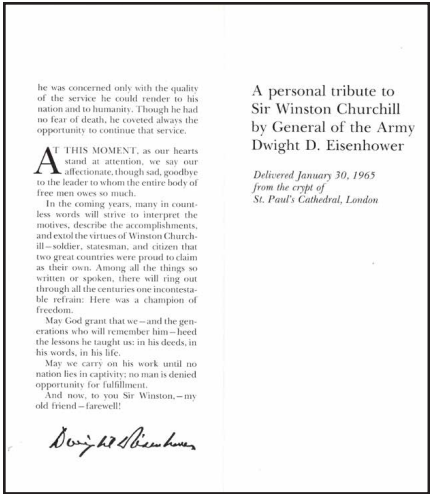 he was concerned only with the quality
of the service he could render to his
nation and to humanity. Though he had
no fear of death, he coveted always the
opportunity to continue that service.
AT THIS MOMENT, as our hearts
stand at attention, we say our
affectionate, though sad, goodbye
to the leader to whom the entire body of
free men owes so much.
In the coming years, many in count-
less words will strive to interpret the
motives, describe the accomplishments,
and extol the virtues of Winston Church-
ill—soldier, statesman, and citizen that
two great countries were proud to claim
as their own. Among all the things so
written or spoken, there will ring out
through all the centuries one incontesta-
ble refrain: Here was a champion of
freedom.
May God grant that we—and the gen-
erations who will remember him—heed
the lessons he taught us: in his deeds, in
his words, in his life.
May we carry on his work until no
nation lies in captivity; no man is denied
opportunity for fulfillment.
And now, to you Sir Winston,—my
old friend—farewell!
Dwight D Eisenhower
A personal tribute to
Sir Winston Churchill
by General of the Army
Dwight D. Eisenhower
Delivered January 30, 1965
from the crypt of
St. Paul's Cathedral, London